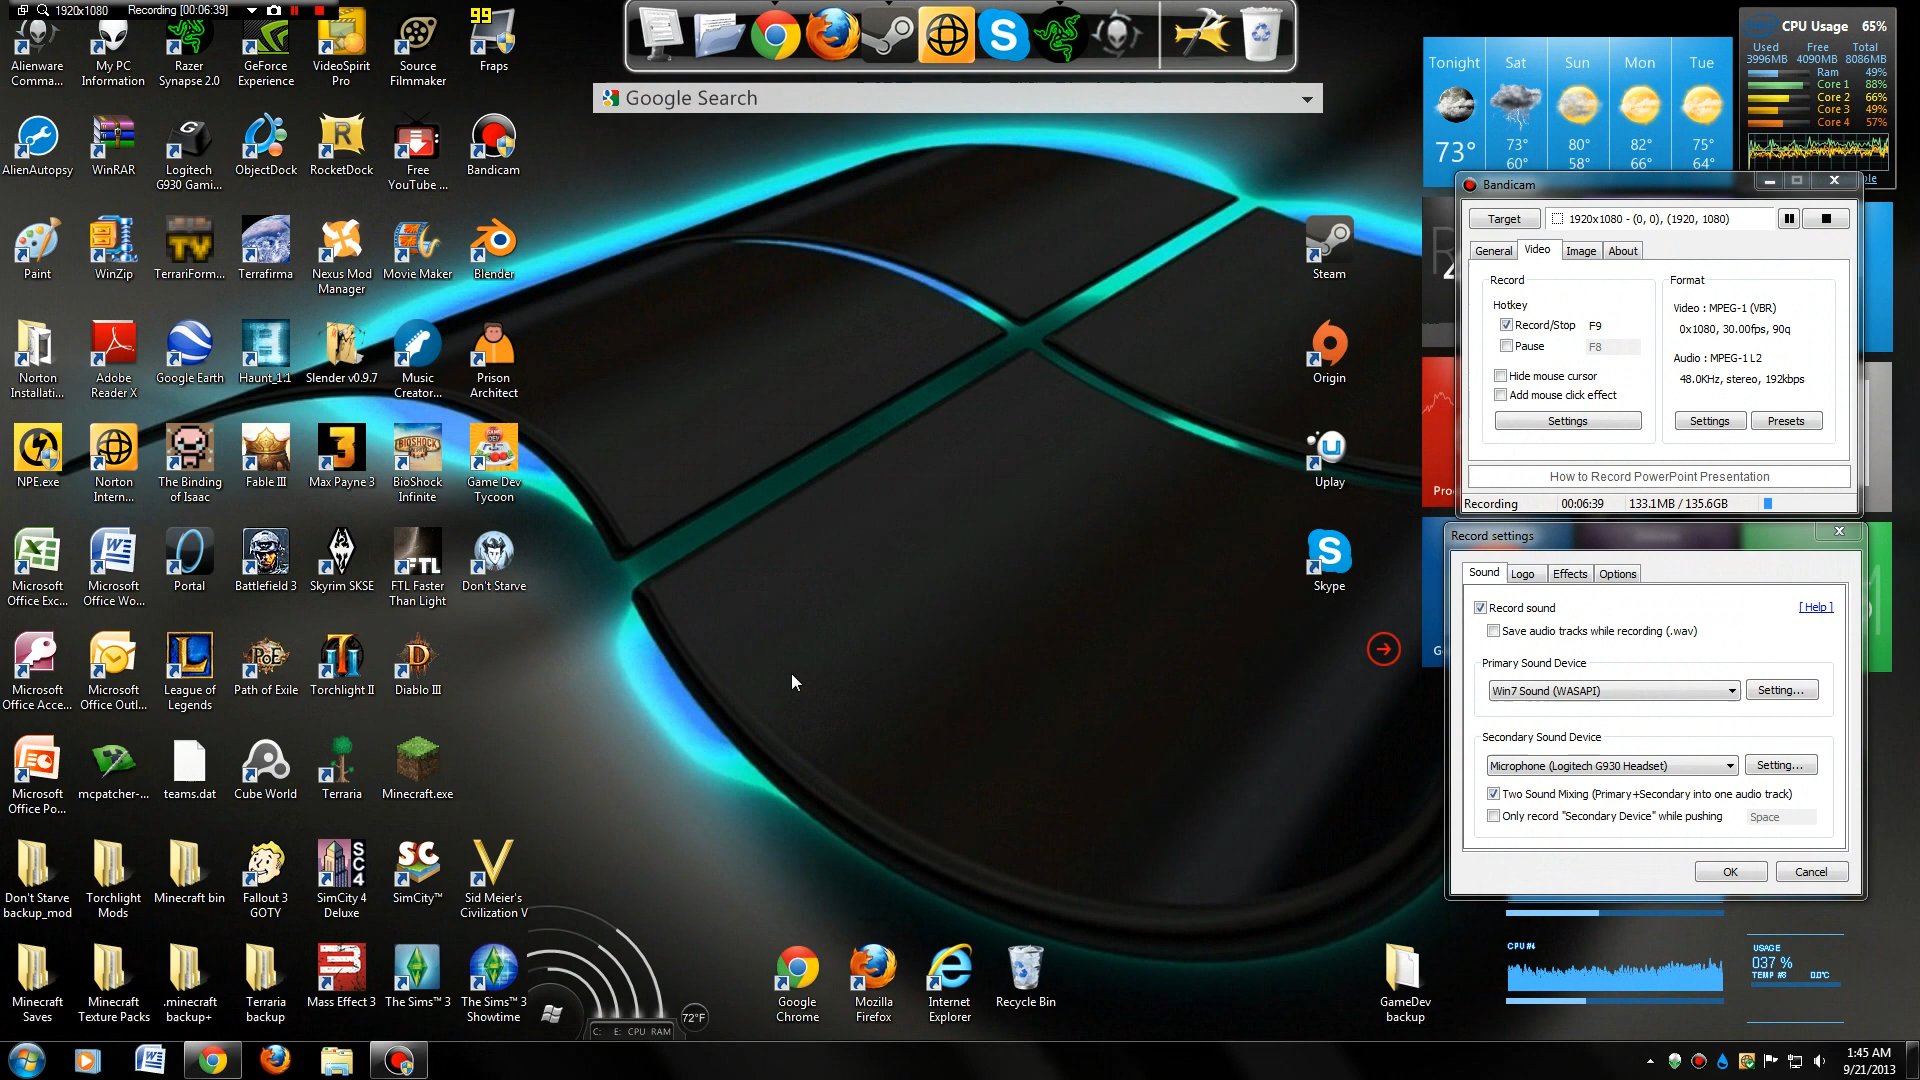 1920x1080 Recording [00:06:39]
99
Alienware Comma...
My PC Information
Razer Synapse 2.0
GeForce Experience
VideoSpirit Pro
Source Filmmaker
Fraps
Google Search
AlienAutopsy
WinRAR
Logitech G930 Gami...
ObjectDock
RocketDock
Free YouTube ...
Bandicam
Paint
WinZip
TerrariForm...
Terrafirma
Nexus Mod Manager
Movie Maker
Blender
Norton Installati...
Adobe Reader X
Google Earth
Haunt_1.1
Slender v0.9.7
Music Creator...
Prison Architect
NPE.exe
Norton Intern...
The Binding of Isaac
Fable III
Max Payne 3
BioShock Infinite
Game Dev Tycoon
Microsoft Office Exc...
Microsoft Office Wo...
Portal
Battlefield 3
Skyrim SKSE
FTL Faster Than Light
Don't Starve
Microsoft Office Acce...
Microsoft Office Outl...
League of Legends
Path of Exile
Torchlight II
Diablo III
Microsoft Office Po...
mcpatcher-...
teams.dat
Cube World
Terraria
Minecraft.exe
Don't Starve backup_mod
Torchlight Mods
Minecraft bin
Fallout 3 GOTY
SimCity 4 Deluxe
SimCity™
Sid Meier's Civilization V
Minecraft Saves
Minecraft Texture Packs
.minecraft backup+
Terraria backup
Mass Effect 3
The Sims™ 3
The Sims™ 3 Showtime
Steam
Origin
Uplay
Skype
Google Chrome
Mozilla Firefox
Internet Explorer
Recycle Bin
GameDev backup
C: E: CPU RAM
72°F
Tonight Sat Sun Mon Tue
73° 73° 80° 82° 75°
60° 58° 66° 64°
CPU Usage 65%
Used Free Total
3996MB 4090MB 8086MB
Ram 49%
Core 1 88%
Core 2 66%
Core 3 49%
Core 4 57%
Bandicam
Target 1920x1080 - (0, 0), (1920, 1080)
General Video Image About
Record
Hotkey
Record/Stop F9
Pause F8
Hide mouse cursor
Add mouse click effect
Settings
Format
Video : MPEG-1 (VBR)
0x1080, 30.00fps, 90q
Audio : MPEG-1 L2
48.0KHz, stereo, 192kbps
Settings Presets
How to Record PowerPoint Presentation
Recording 00:06:39 133.1MB / 135.6GB
Record settings
Sound Logo Effects Options
Record sound [ Help ]
Save audio tracks while recording (.wav)
Primary Sound Device
Win7 Sound (WASAPI) Setting...
Secondary Sound Device
Microphone (Logitech G930 Headset) Setting...
Two Sound Mixing (Primary+Secondary into one audio track)
Only record "Secondary Device" while pushing Space
OK Cancel
CPU #4
USAGE
037 %
TEMP #6 0.0°C
1:45 AM
9/21/2013